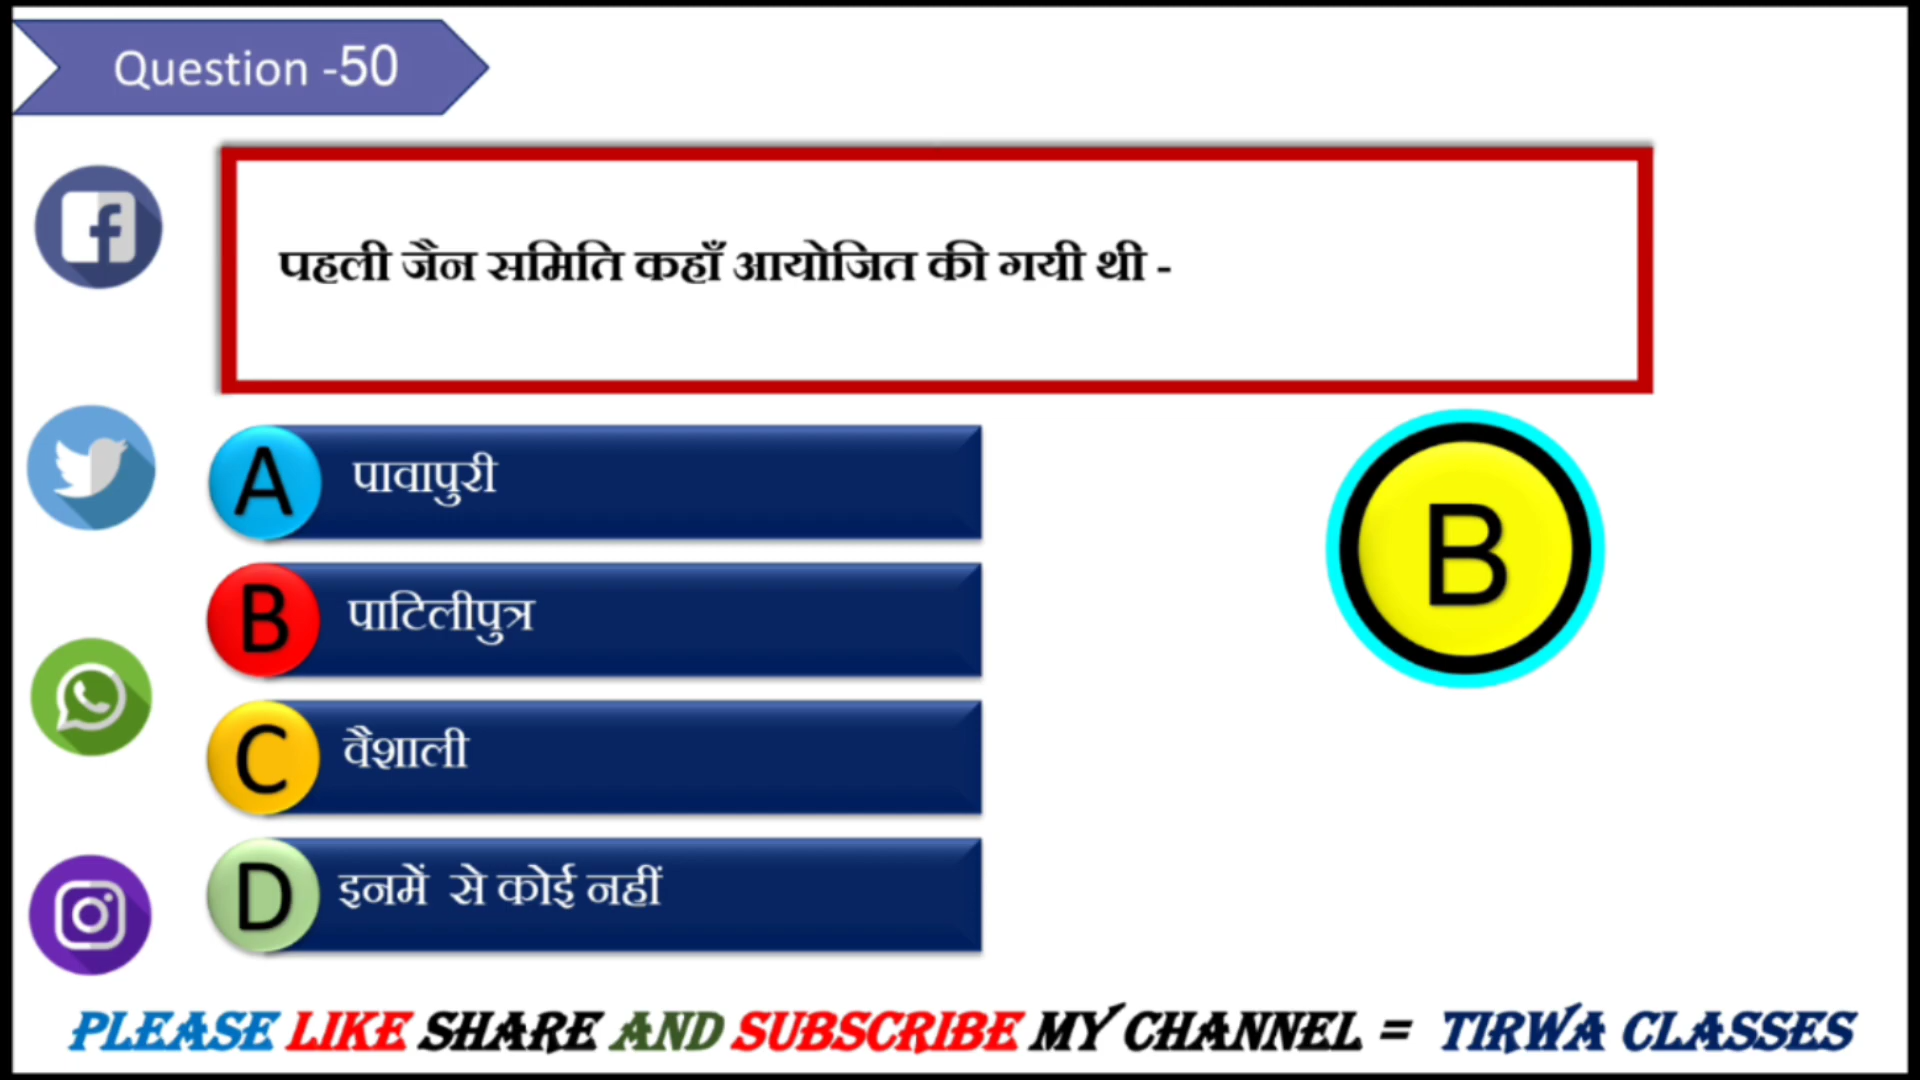 Question -50
पहली जैन समिति कहाँ आयोजित की गयी थी -
A पावापुरी
B पाटिलीपुत्र
B
C वैशाली
D इनमें से कोई नहीं
PLEASE LIKE SHARE AND SUBSCRIBE MY CHANNEL = TIRWA CLASSES